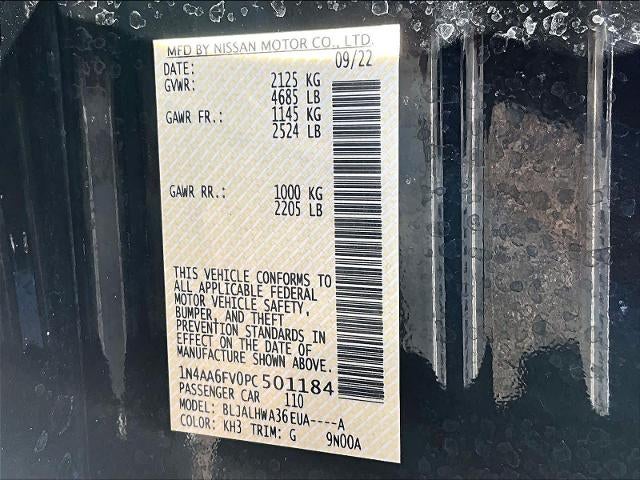 MFD BY NISSAN MOTOR CO., LTD.
DATE: 09/22
GVWR: 2125 KG
4685 LB
GAWR FR.: 1145 KG
2524 LB
GAWR RR.: 1000 KG
2205 LB
THIS VEHICLE CONFORMS TO
ALL APPLICABLE FEDERAL
MOTOR VEHICLE SAFETY,
BUMPER, AND THEFT
PREVENTION STANDARDS IN
EFFECT ON THE DATE OF
MANUFACTURE SHOWN ABOVE.
1N4AA6FV0PC501184
PASSENGER CAR 110
MODEL: BLJALHWA36EUA----A
COLOR: KH3 TRIM: G 9N00A